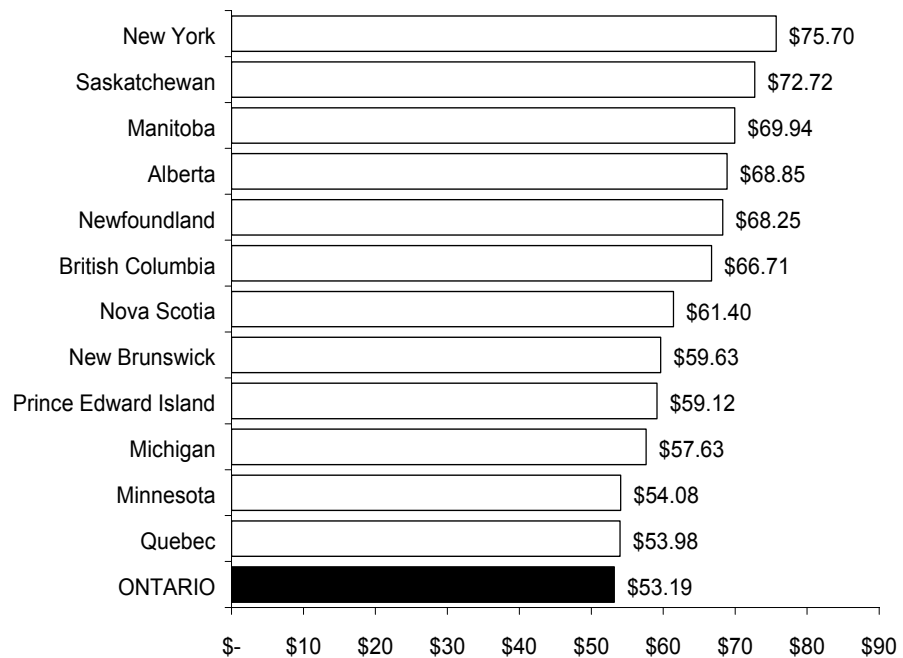 New York $75.70
Saskatchewan $72.72
Manitoba $69.94
Alberta $68.85
Newfoundland $68.25
British Columbia $66.71
Nova Scotia $61.40
New Brunswick $59.63
Prince Edward Island $59.12
Michigan $57.63
Minnesota $54.08
Quebec $53.98
ONTARIO $53.19
$- $10 $20 $30 $40 $50 $60 $70 $80 $90